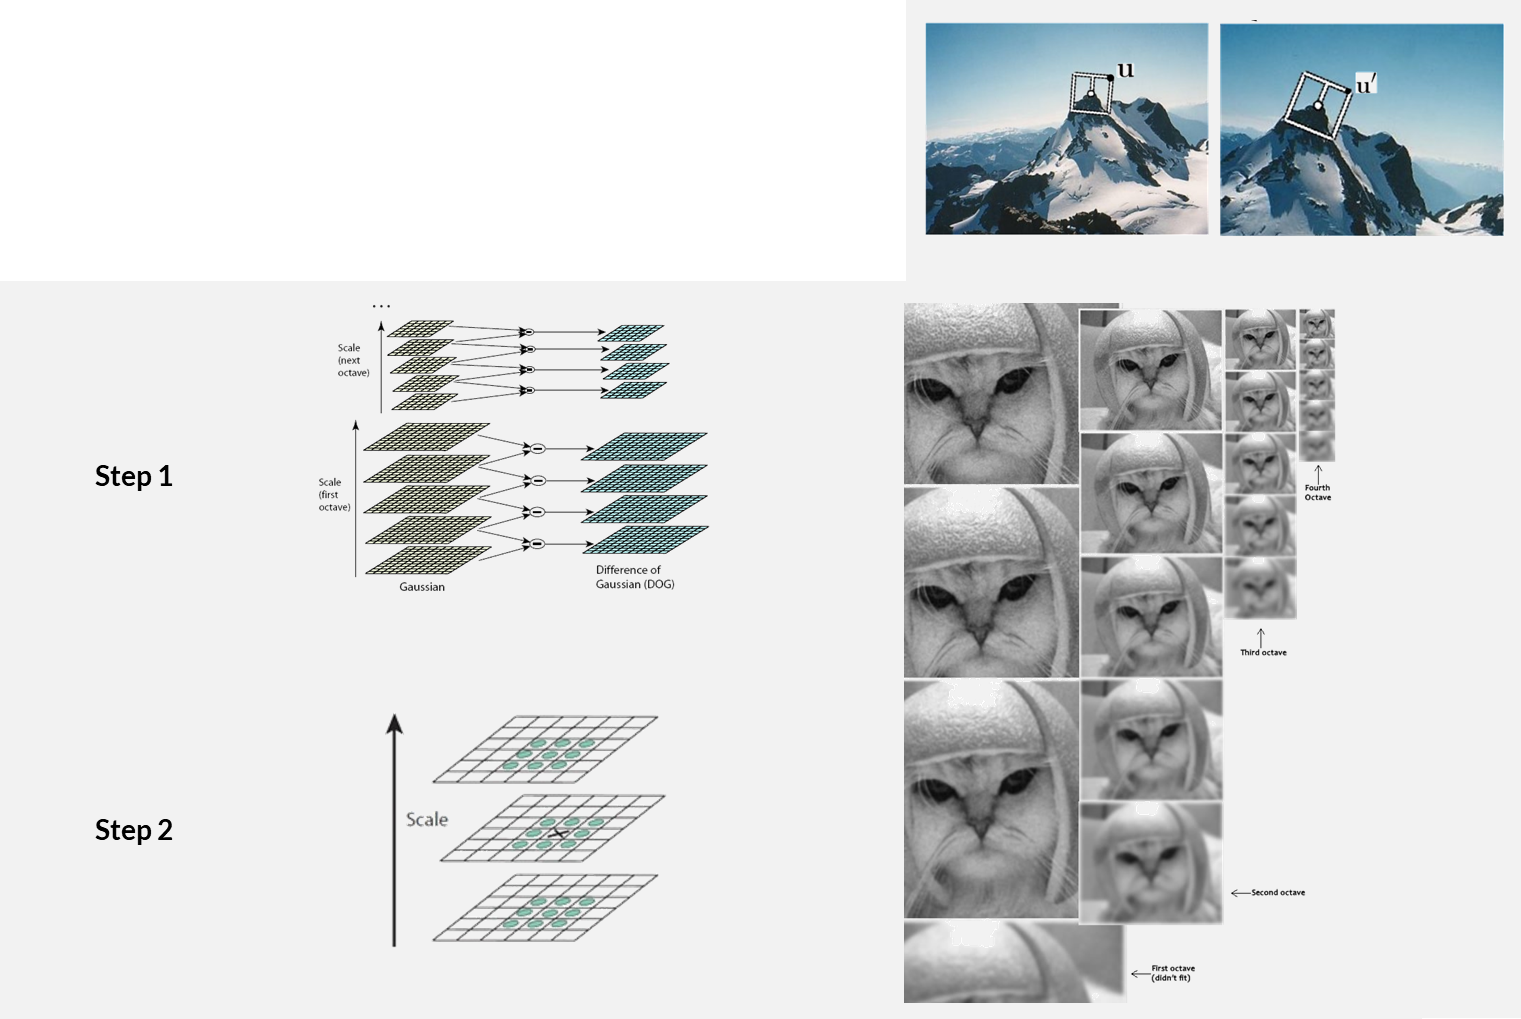 u
u′
...
Scale
(next
octave)
Step 1
Scale
(first
octave)
Gaussian
Difference of
Gaussian (DOG)
Fourth
Octave
Third octave
Step 2
Scale
Second octave
First octave
(didn't fit)